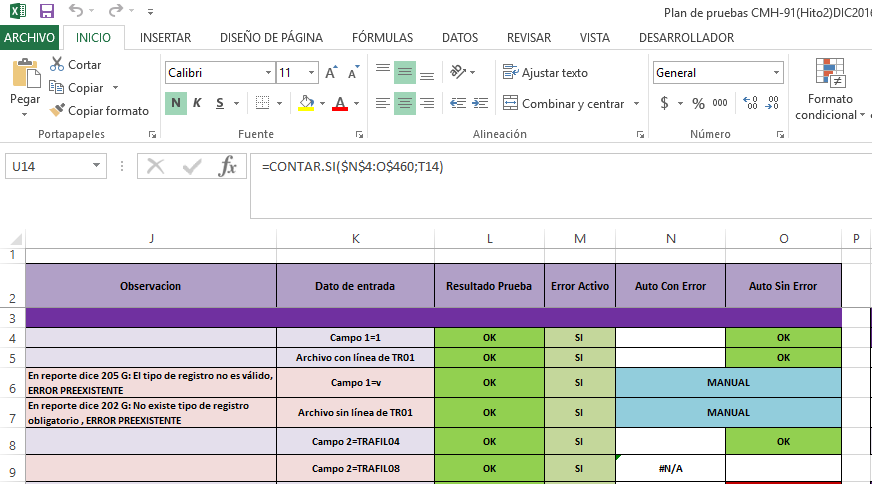 Plan de pruebas CMH-91(Hito2)DIC2016
ARCHIVO INICIO INSERTAR DISEÑO DE PÁGINA FÓRMULAS DATOS REVISAR VISTA DESARROLLADOR
Pegar
Cortar
Copiar
Copiar formato
Portapapeles
Calibri 11
N K S
Fuente
Ajustar texto
Combinar y centrar
Alineación
General
$ % 000
Número
Formato
condicional
U14 fx =CONTAR.SI($N$4:O$460;T14)
J K L M N O P
1
2 Observacion Dato de entrada Resultado Prueba Error Activo Auto Con Error Auto Sin Error
3
4 Campo 1=1 OK SI OK
5 Archivo con línea de TR01 OK SI OK
En reporte dice 205 G: El tipo de registro no es válido,
ERROR PREEXISTENTE
6 Campo 1=v OK SI MANUAL
En reporte dice 202 G: No existe tipo de registro
obligatorio , ERROR PREEXISTENTE
7 Archivo sin línea de TR01 OK SI MANUAL
8 Campo 2=TRAFIL04 OK SI OK
9 Campo 2=TRAFIL08 OK SI #N/A